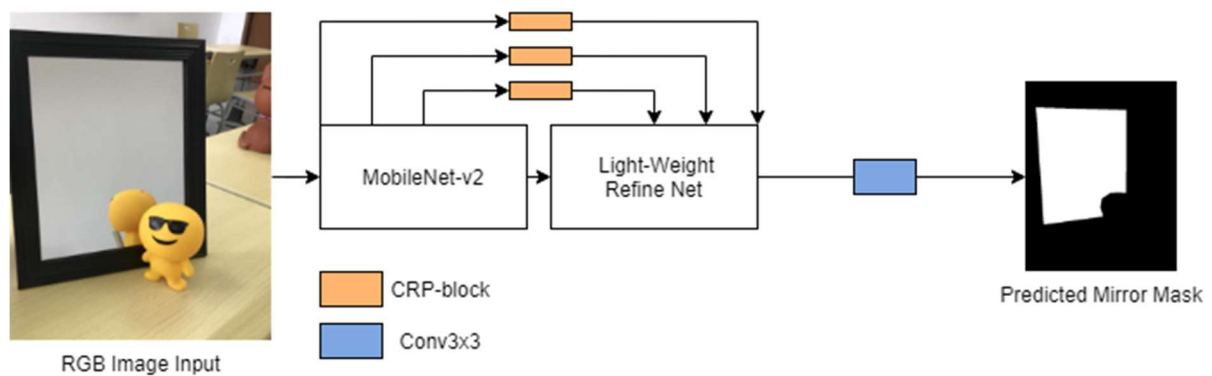 MobileNet-v2
Light-Weight
Refine Net
CRP-block
Conv3x3
Predicted Mirror Mask
RGB Image Input